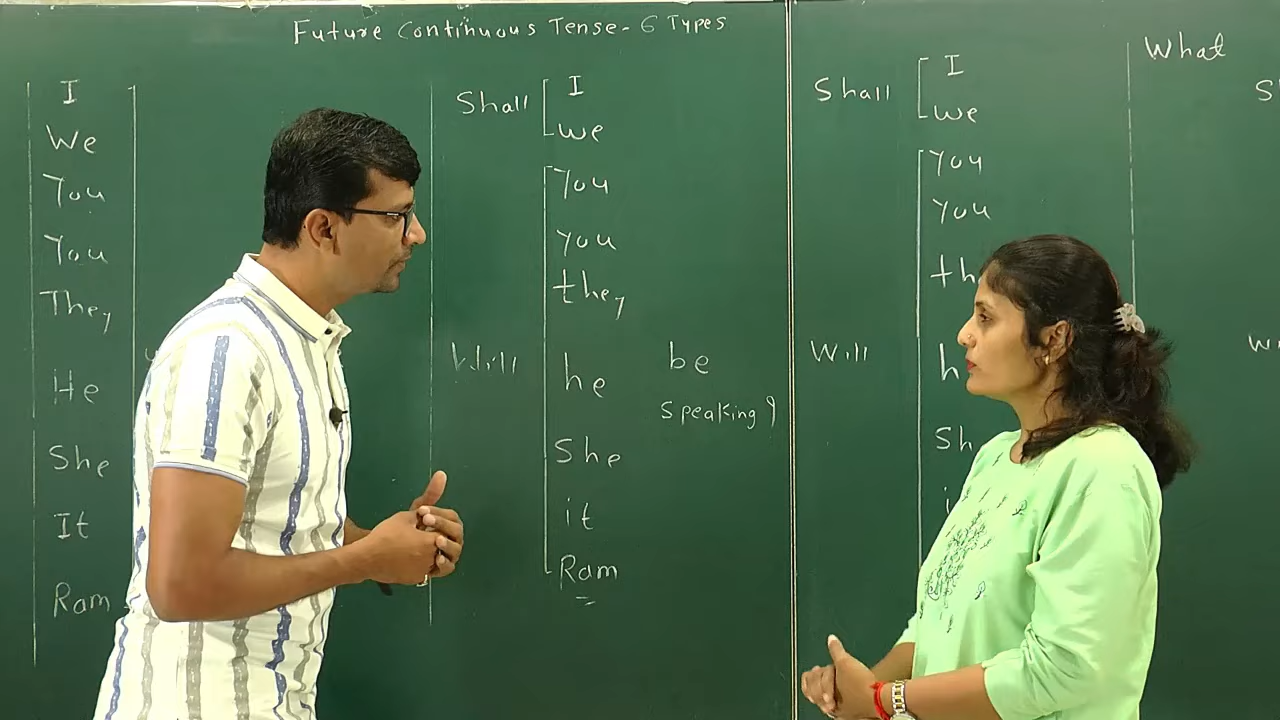 Future Continuous Tense - 6 Types
I
We
You
You
They
He
She
It
Ram
Shall
I
we
You
you
they
Will
he
be
speaking?
She
it
Ram
Shall
I
we
you
you
Will
What